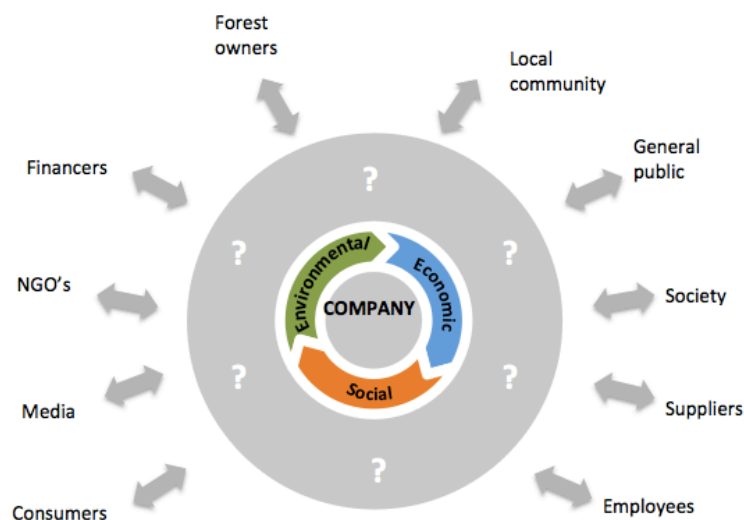 Forest
owners
Local
community
Financers
General
public
?
?
?
NGO's
Environmental
Economic
COMPANY
Society
?
?
Social
Media
Suppliers
?
Consumers
Employees